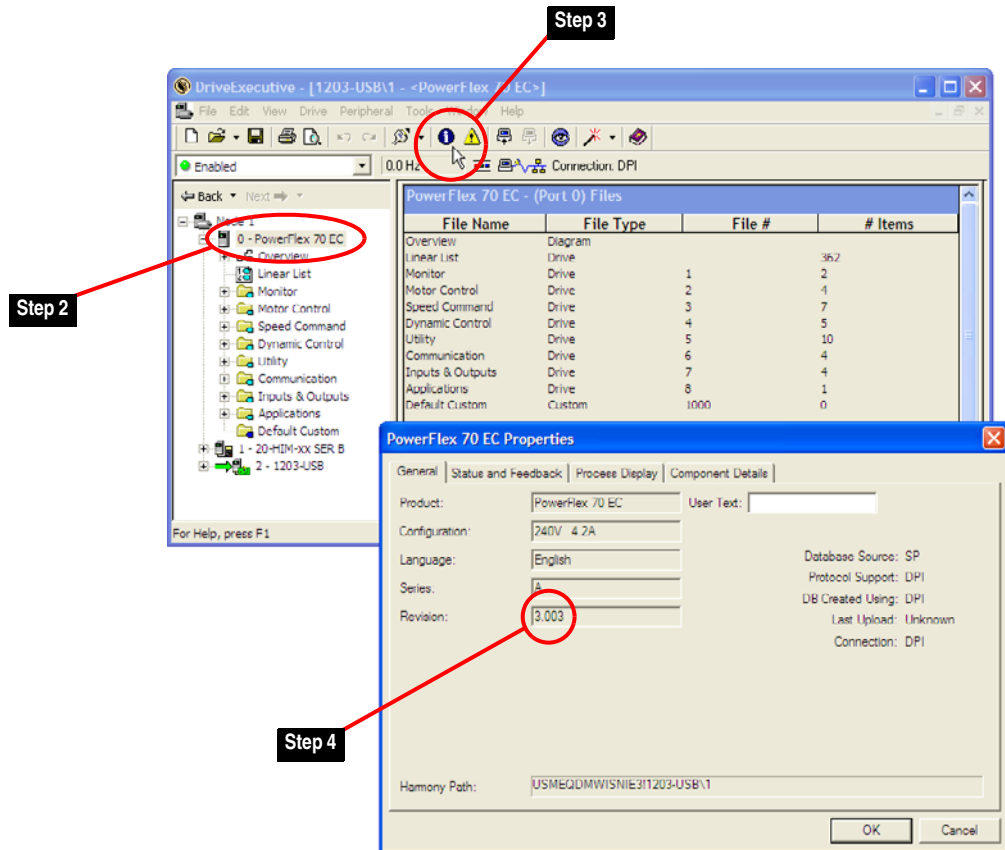 Step 3
DriveExecutive - [1203-USB\1 - <PowerFlex 70 EC>]
File Edit View Drive Peripheral Tools Window Help
Enabled
0.0 Hz
Connection: DPI
Back Next
Node 1
0 - PowerFlex 70 EC
Overview
Linear List
Monitor
Motor Control
Speed Command
Dynamic Control
Utility
Communication
Inputs & Outputs
Applications
Default Custom
1 - 20-HIM-xx SER B
2 - 1203-USB
Step 2
PowerFlex 70 EC - (Port 0) Files
File Name File Type File # # Items
Overview Diagram
Linear List Drive 362
Monitor Drive 1 2
Motor Control Drive 2 4
Speed Command Drive 3 7
Dynamic Control Drive 4 5
Utility Drive 5 10
Communication Drive 6 4
Inputs & Outputs Drive 7 4
Applications Drive 8 1
Default Custom Custom 1000 0
For Help, press F1
PowerFlex 70 EC Properties
General Status and Feedback Process Display Component Details
Product: PowerFlex 70 EC User Text:
Configuration: 240V 4.2A
Language: English
Series: A
Revision: 3.003
Database Source: SP
Protocol Support: DPI
DB Created Using: DPI
Last Upload: Unknown
Connection: DPI
Step 4
Harmony Path: USMEQDMWISNIE3!1203-USB\1
OK Cancel